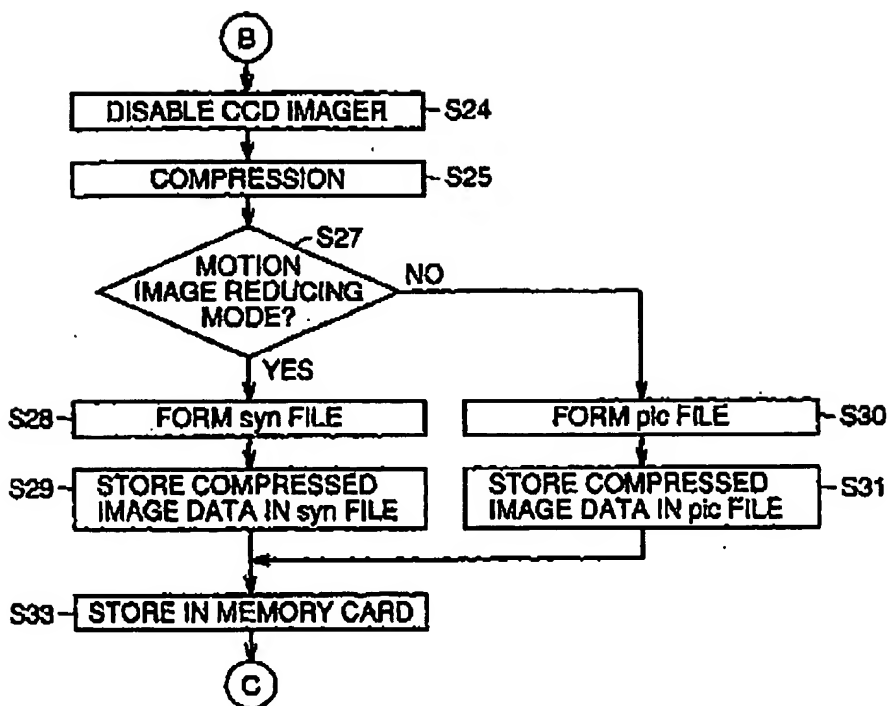 B
DISABLE CCD IMAGER
S24
COMPRESSION
S25
S27
MOTION
IMAGE REDUCING
MODE?
NO
YES
S28
FORM syn FILE
FORM pic FILE
S30
S29
STORE COMPRESSED
IMAGE DATA IN syn FILE
STORE COMPRESSED
IMAGE DATA IN pic FILE
S31
S33
STORE IN MEMORY CARD
C